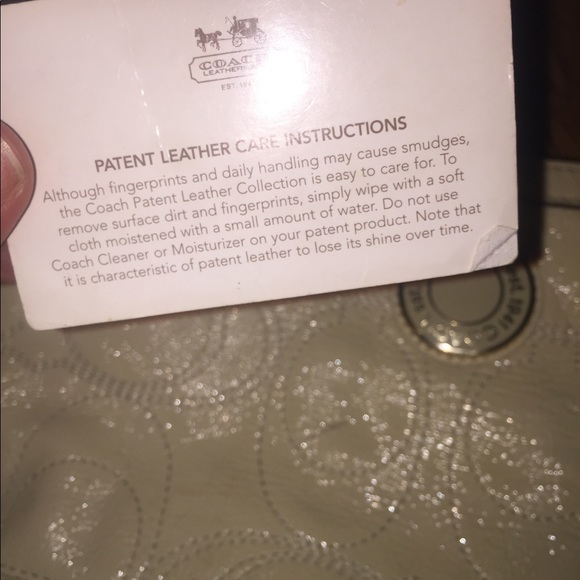 COACH
LEATHERWARE
EST. 1941
PATENT LEATHER CARE INSTRUCTIONS
Although fingerprints and daily handling may cause smudges,
the Coach Patent Leather Collection is easy to care for. To
remove surface dirt and fingerprints, simply wipe with a soft
cloth moistened with a small amount of water. Do not use
Coach Cleaner or Moisturizer on your patent product. Note that
it is characteristic of patent leather to lose its shine over time.